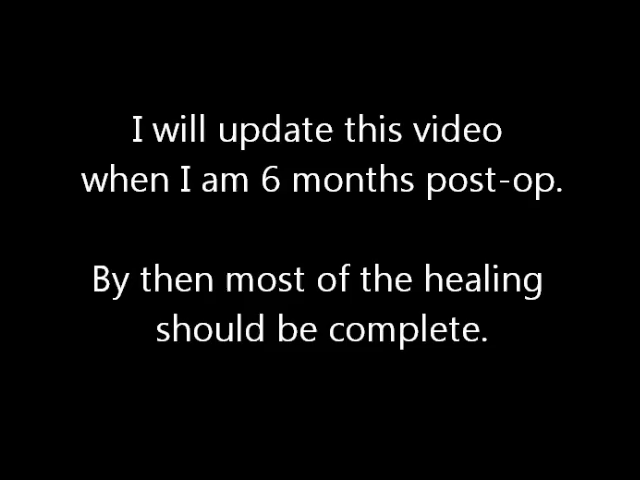 I will update this video
when I am 6 months post-op.
By then most of the healing
should be complete.